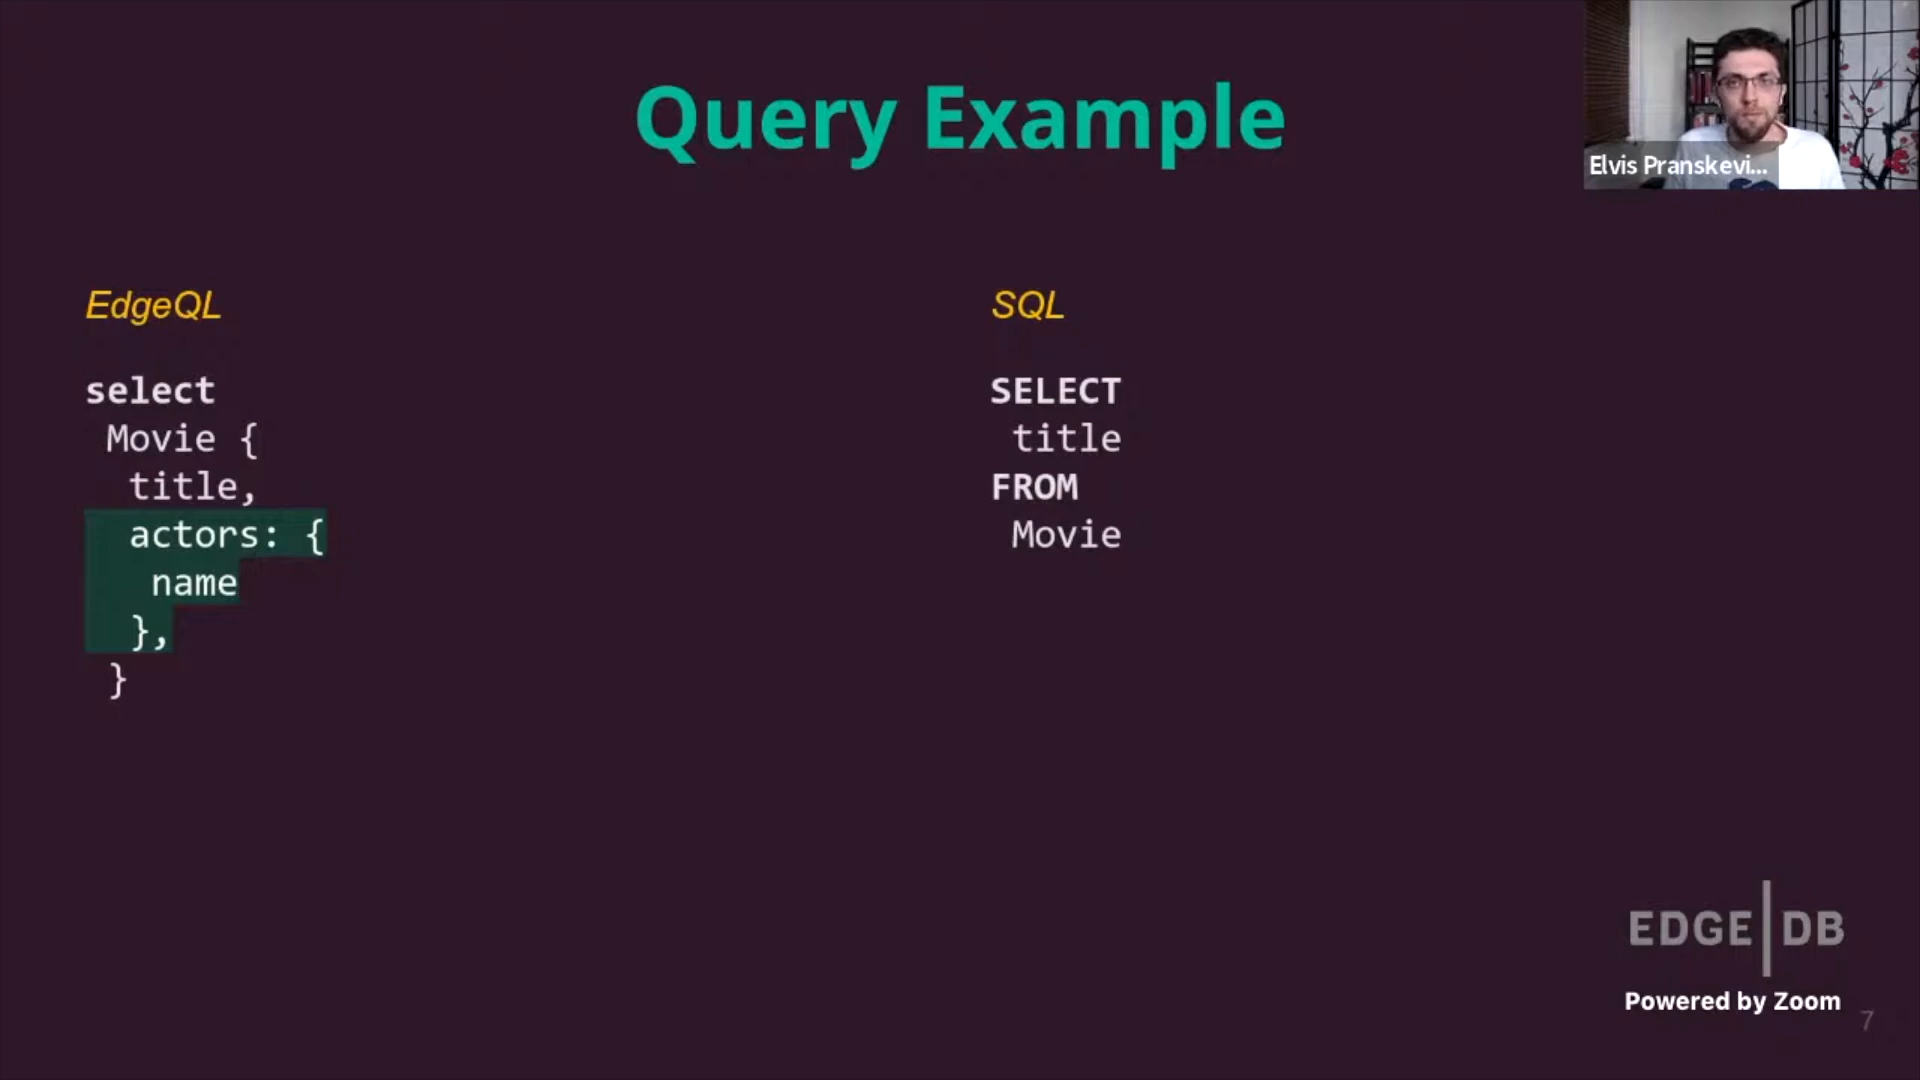 Query Example
Elvis Pranskevi...
EdgeQL
select
Movie {
title,
actors: {
name
},
}
SQL
SELECT
title
FROM
Movie
EDGE|DB
Powered by Zoom
7